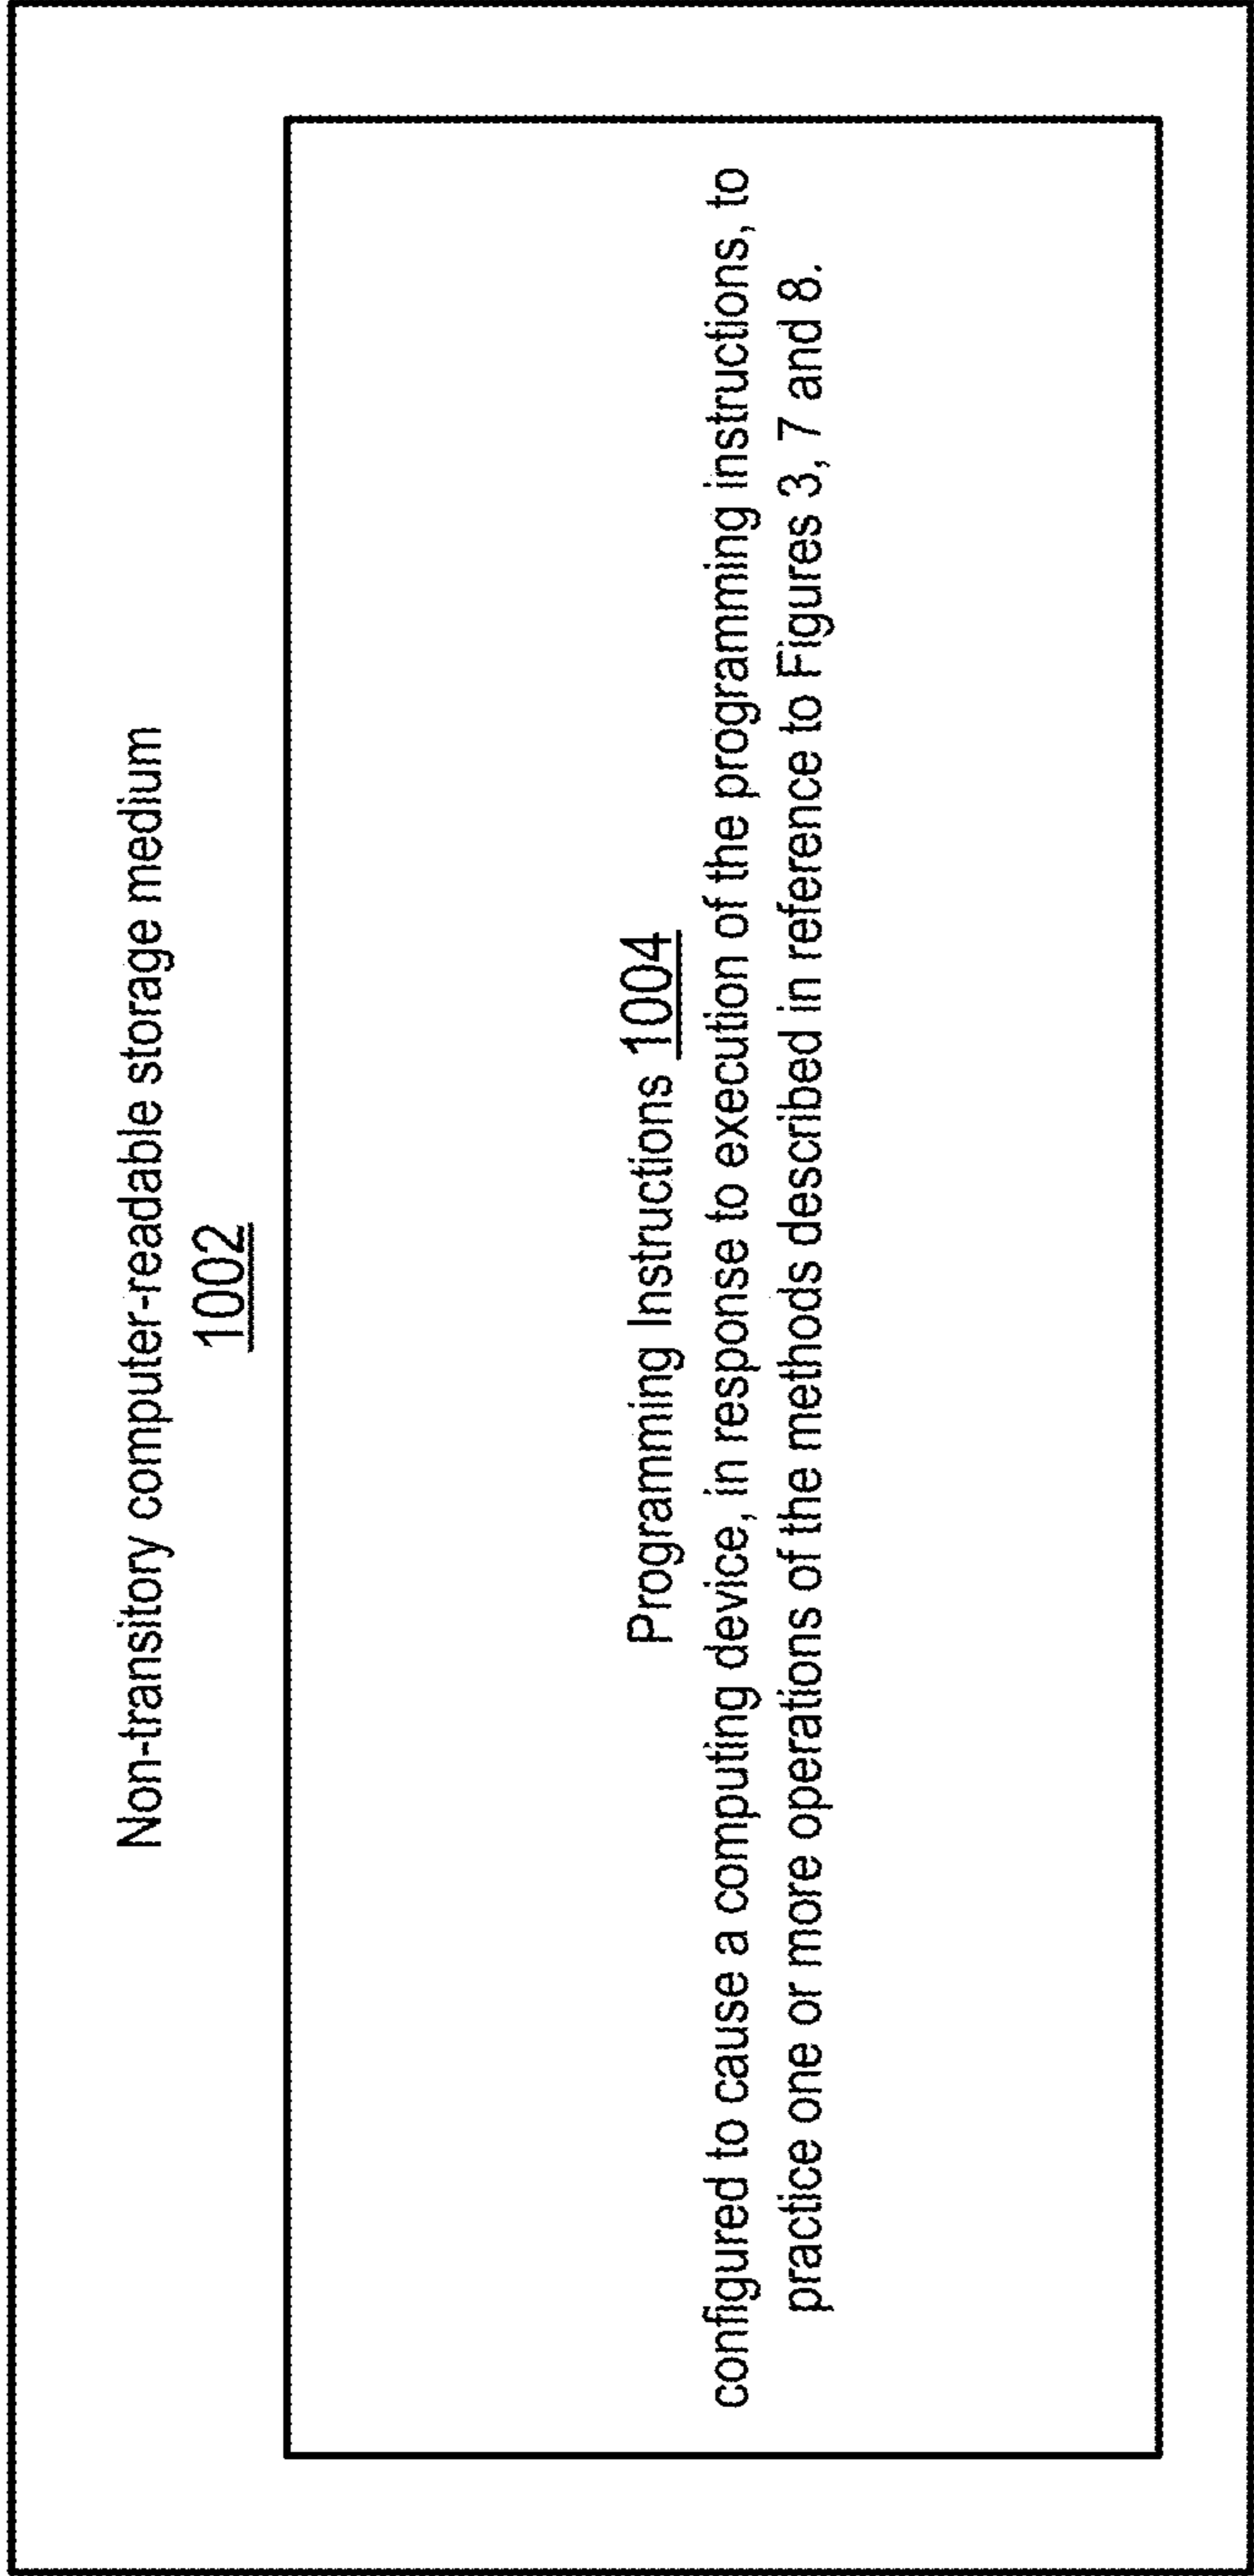 Non-transitory computer-readable storage medium
1002
Programming Instructions 1004
configured to cause a computing device, in response to execution of the programming instructions, to
practice one or more operations of the methods described in reference to Figures 3, 7 and 8.